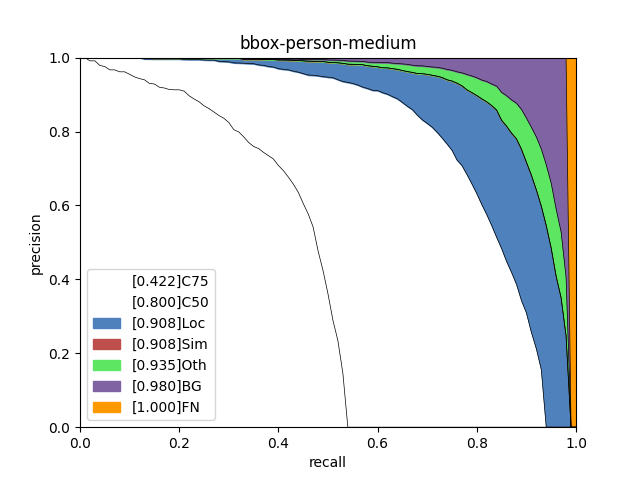 bbox-person-medium
precision
1.0
0.8
0.6
0.4
0.2
0.0
[0.422]C75
[0.800]C50
[0.908]Loc
[0.908]Sim
[0.935]Oth
[0.980]BG
[1.000]FN
0.0 0.2 0.4 0.6 0.8 1.0
recall